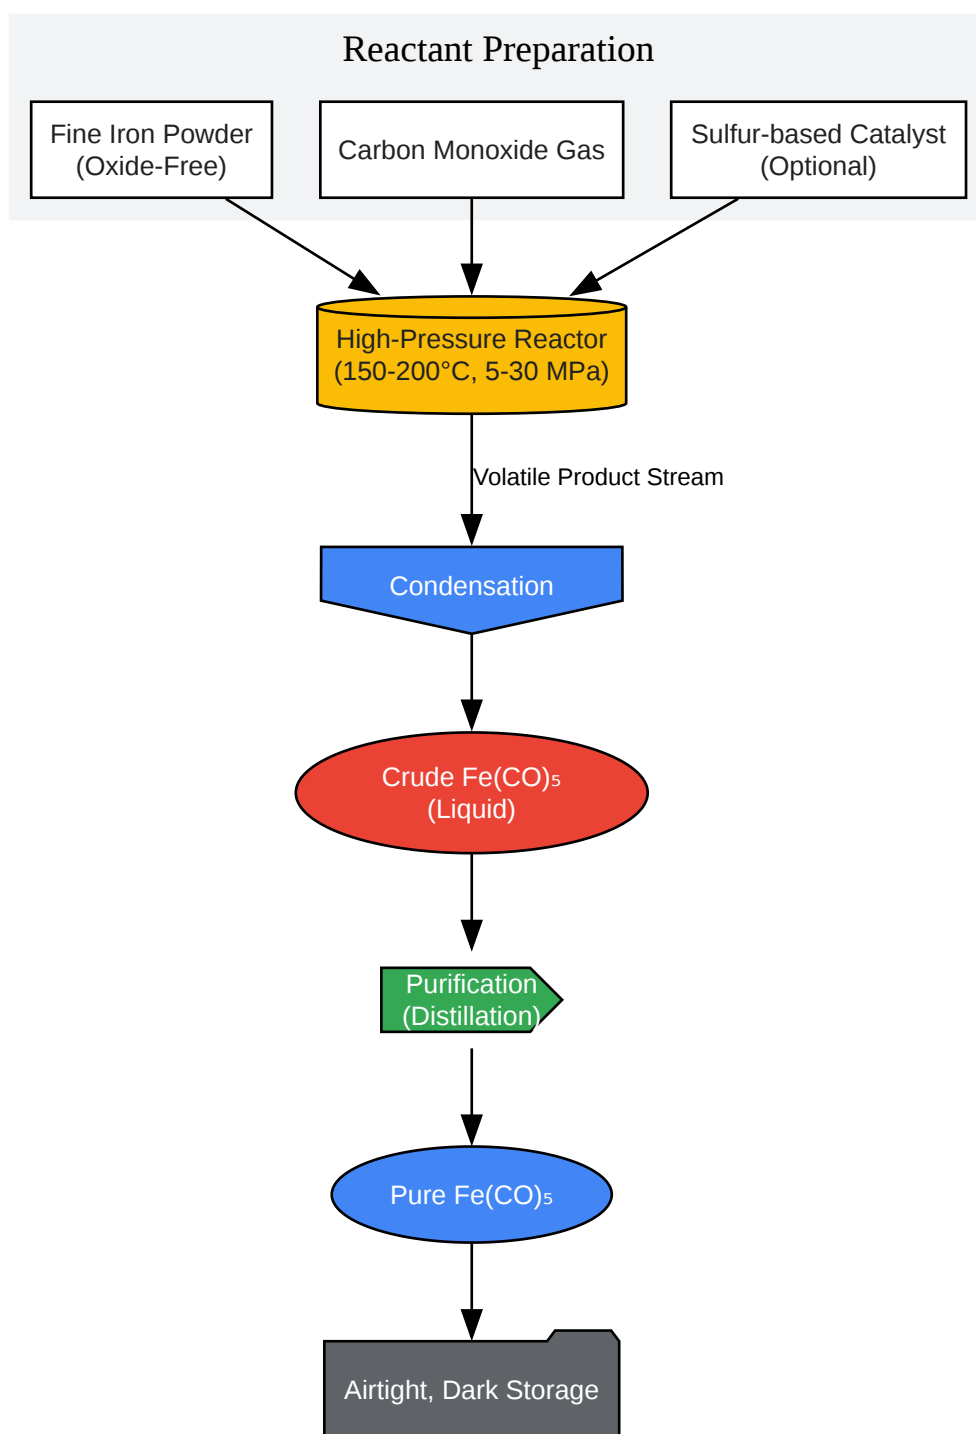 Reactant Preparation
Fine Iron Powder
(Oxide-Free)
Carbon Monoxide Gas
Sulfur-based Catalyst
(Optional)
High-Pressure Reactor
(150-200°C, 5-30 MPa)
Volatile Product Stream
Condensation
Crude Fe(CO)₅
(Liquid)
Purification
(Distillation)
Pure Fe(CO)₅
Airtight, Dark Storage